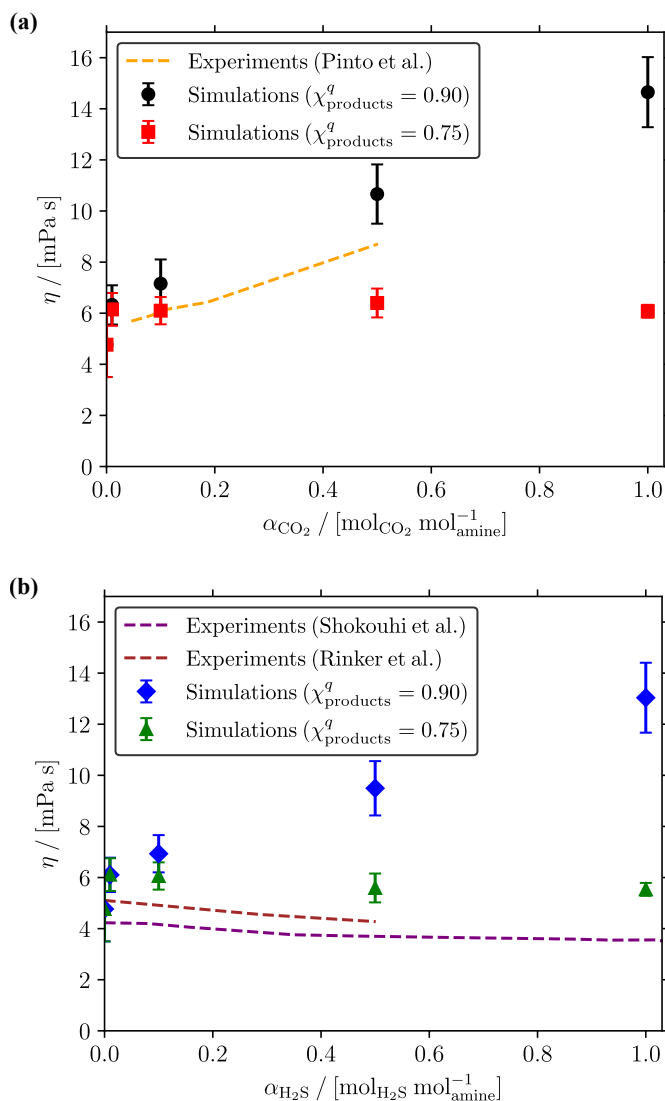 (a)
16
14
12
10
8
6
4
2
0
η / [mPa s]
Experiments (Pinto et al.)
Simulations (χ^q_products = 0.90)
Simulations (χ^q_products = 0.75)
0.0 0.2 0.4 0.6 0.8 1.0
α_CO₂ / [mol_CO₂ mol⁻¹_amine]
(b)
16
14
12
10
8
6
4
2
0
η / [mPa s]
Experiments (Shokouhi et al.)
Experiments (Rinker et al.)
Simulations (χ^q_products = 0.90)
Simulations (χ^q_products = 0.75)
0.0 0.2 0.4 0.6 0.8 1.0
α_H₂S / [mol_H₂S mol⁻¹_amine]